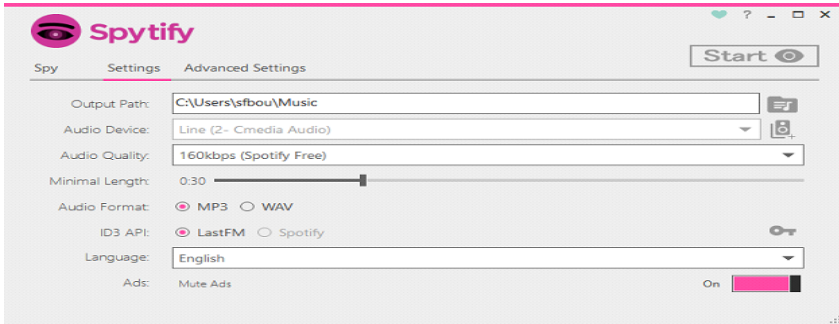 Spytify
Start
Spy Settings Advanced Settings
Output Path: C:\Users\sfbou\Music
Audio Device: Line (2- Cmedia Audio)
Audio Quality: 160kbps (Spotify Free)
Minimal Length: 0:30
Audio Format: MP3 WAV
ID3 API: LastFM Spotify
Language: English
Ads: Mute Ads On